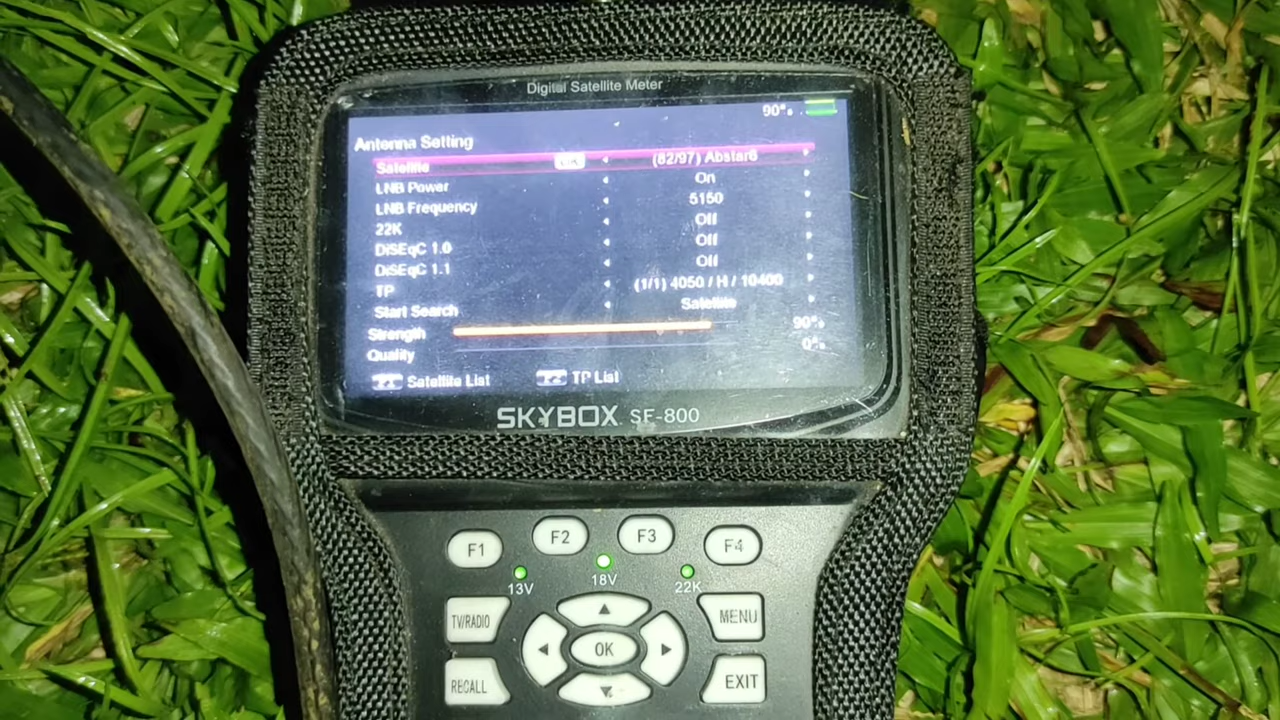 Digital Satellite Meter
90%
Antenna Setting
Satellite OK (82/97) Abstar6
LNB Power On
LNB Frequency 5150
22K Off
DiSEqC 1.0 Off
DiSEqC 1.1 Off
TP (1/1) 4050 / H / 10400
Start Search Satellite
Strength 90%
Quality 0%
Satellite List TP List
SKYBOX SF-800
F1 F2 F3 F4
13V 18V 22K
TV/RADIO MENU
OK
RECALL EXIT